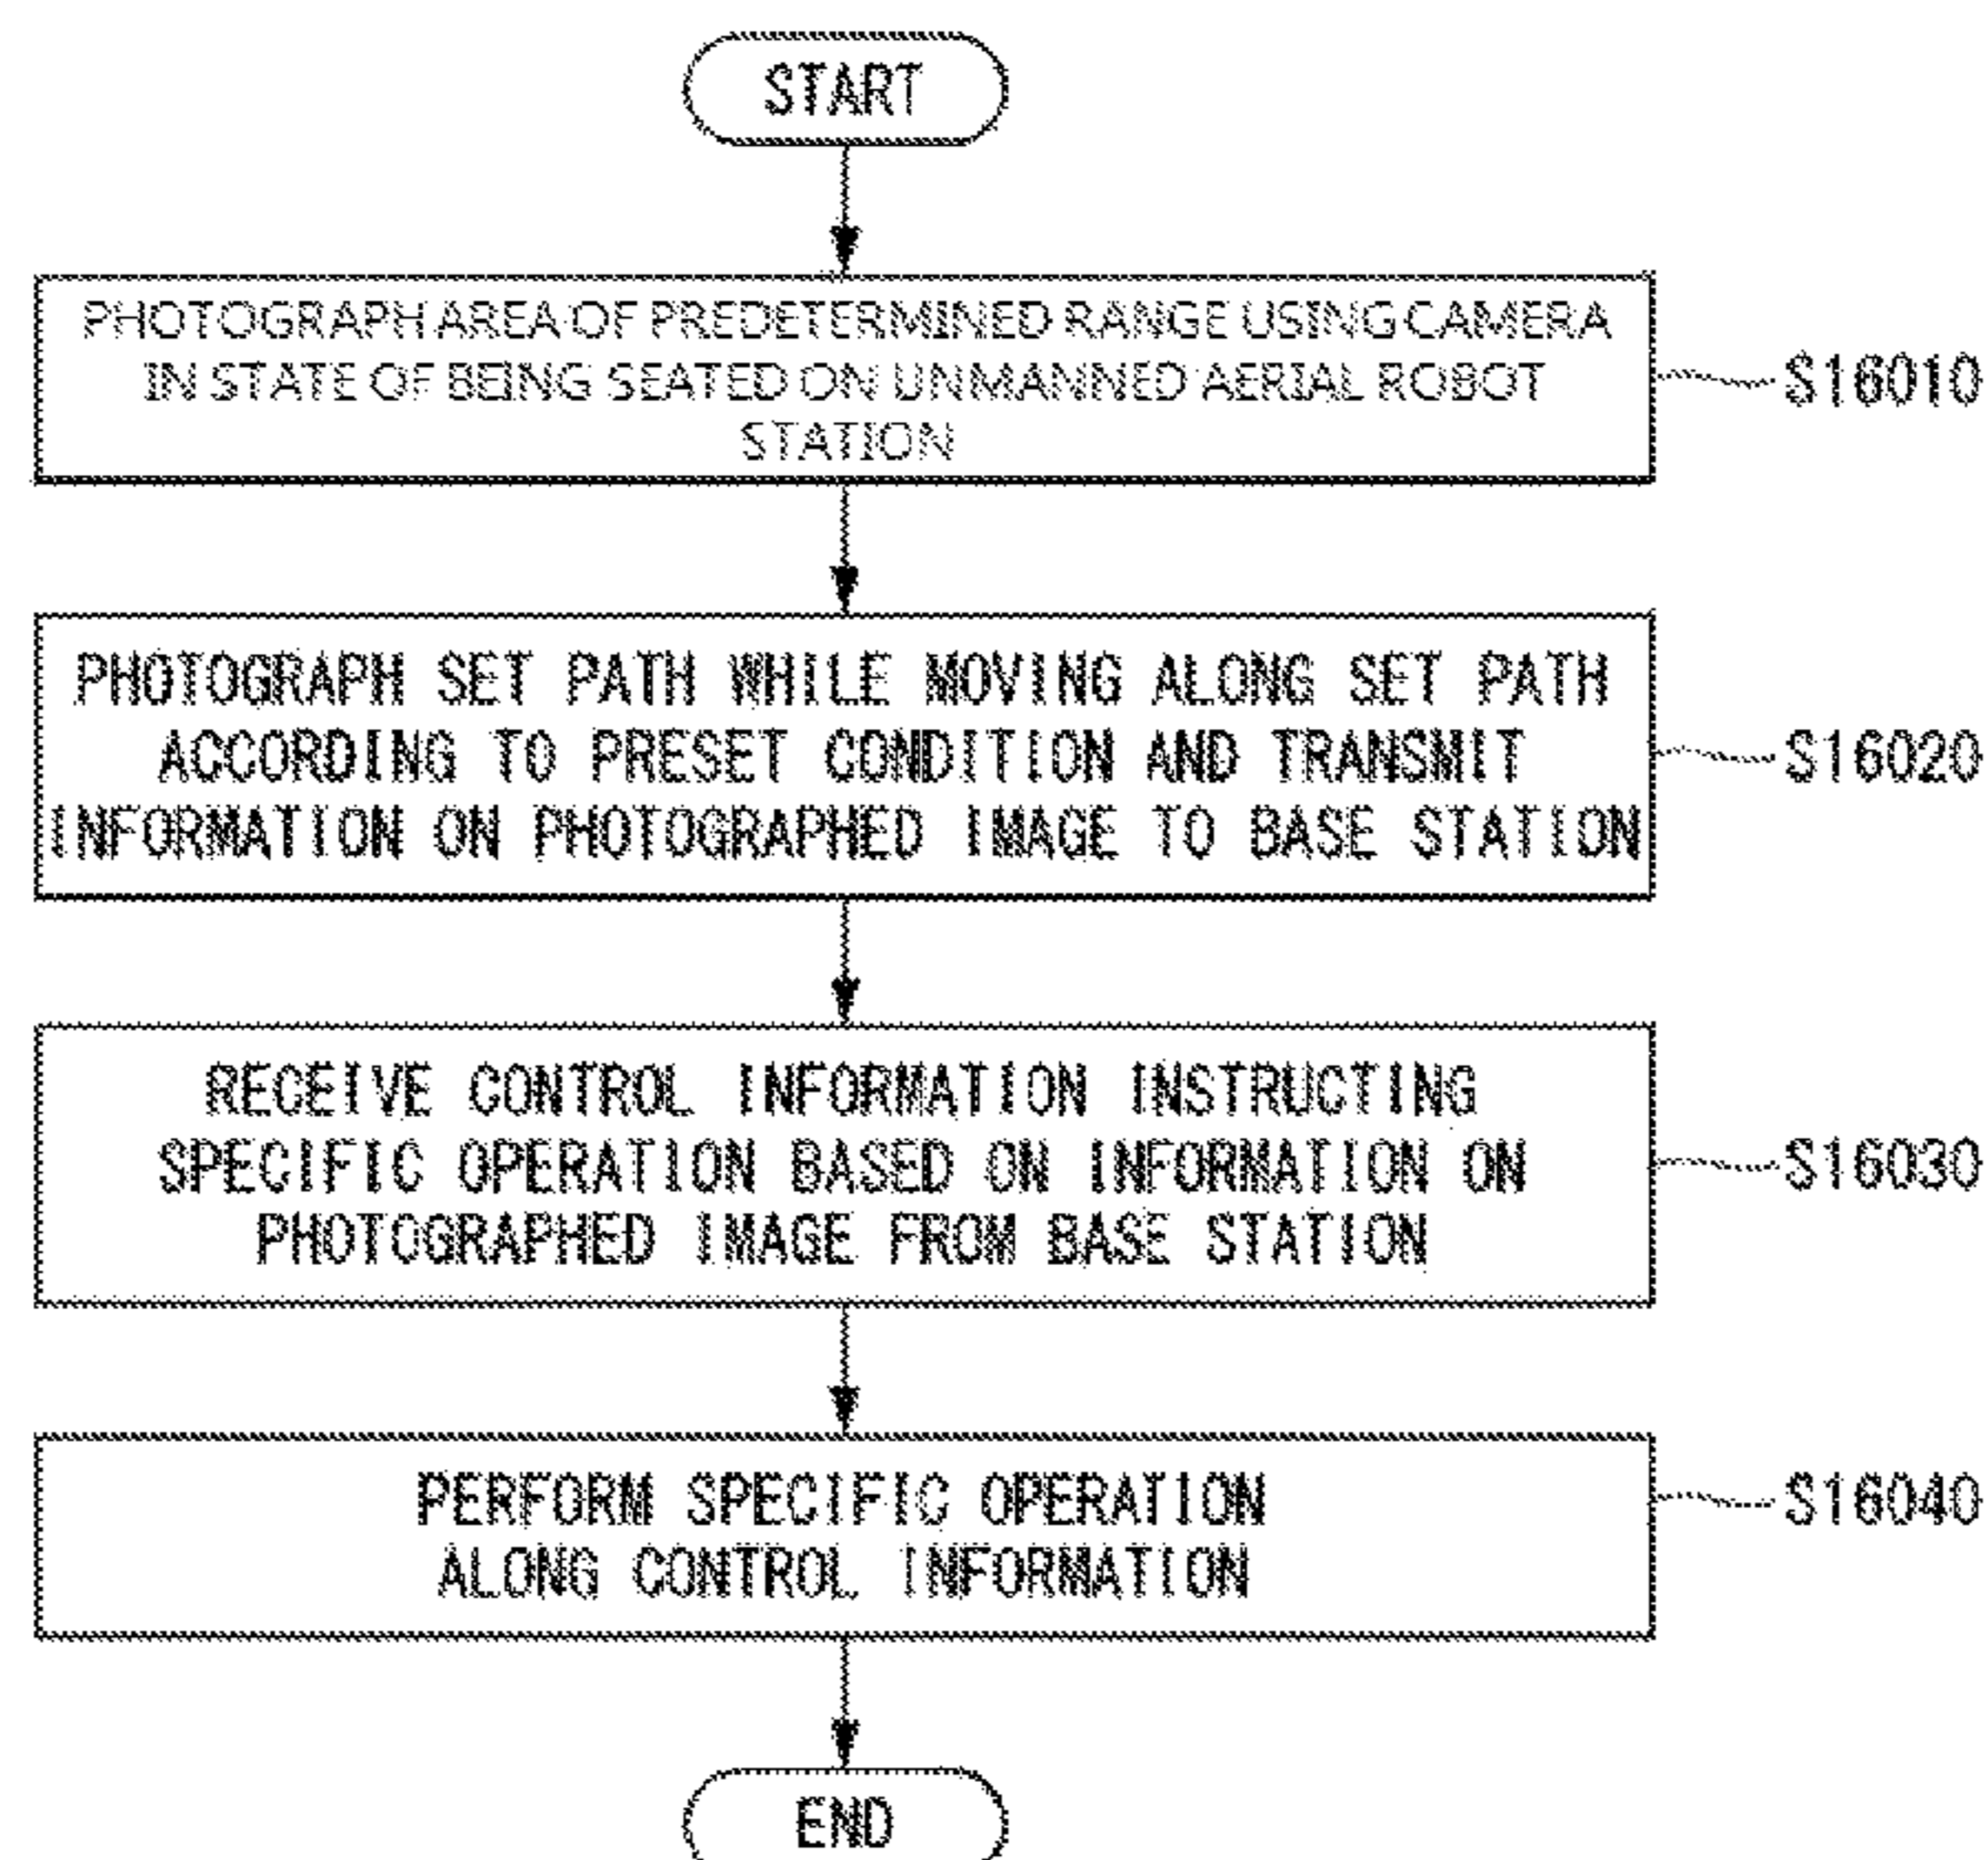 START
PHOTOGRAPH AREA OF PREDETERMINED RANGE USING CAMERA
IN STATE OF BEING SEATED ON UNMANNED AERIAL ROBOT
STATION
S16010
PHOTOGRAPH SET PATH WHILE MOVING ALONG SET PATH
ACCORDING TO PRESET CONDITION AND TRANSMIT
INFORMATION ON PHOTOGRAPHED IMAGE TO BASE STATION
S16020
RECEIVE CONTROL INFORMATION INSTRUCTING
SPECIFIC OPERATION BASED ON INFORMATION ON
PHOTOGRAPHED IMAGE FROM BASE STATION
S16030
PERFORM SPECIFIC OPERATION
ALONG CONTROL INFORMATION
S16040
END